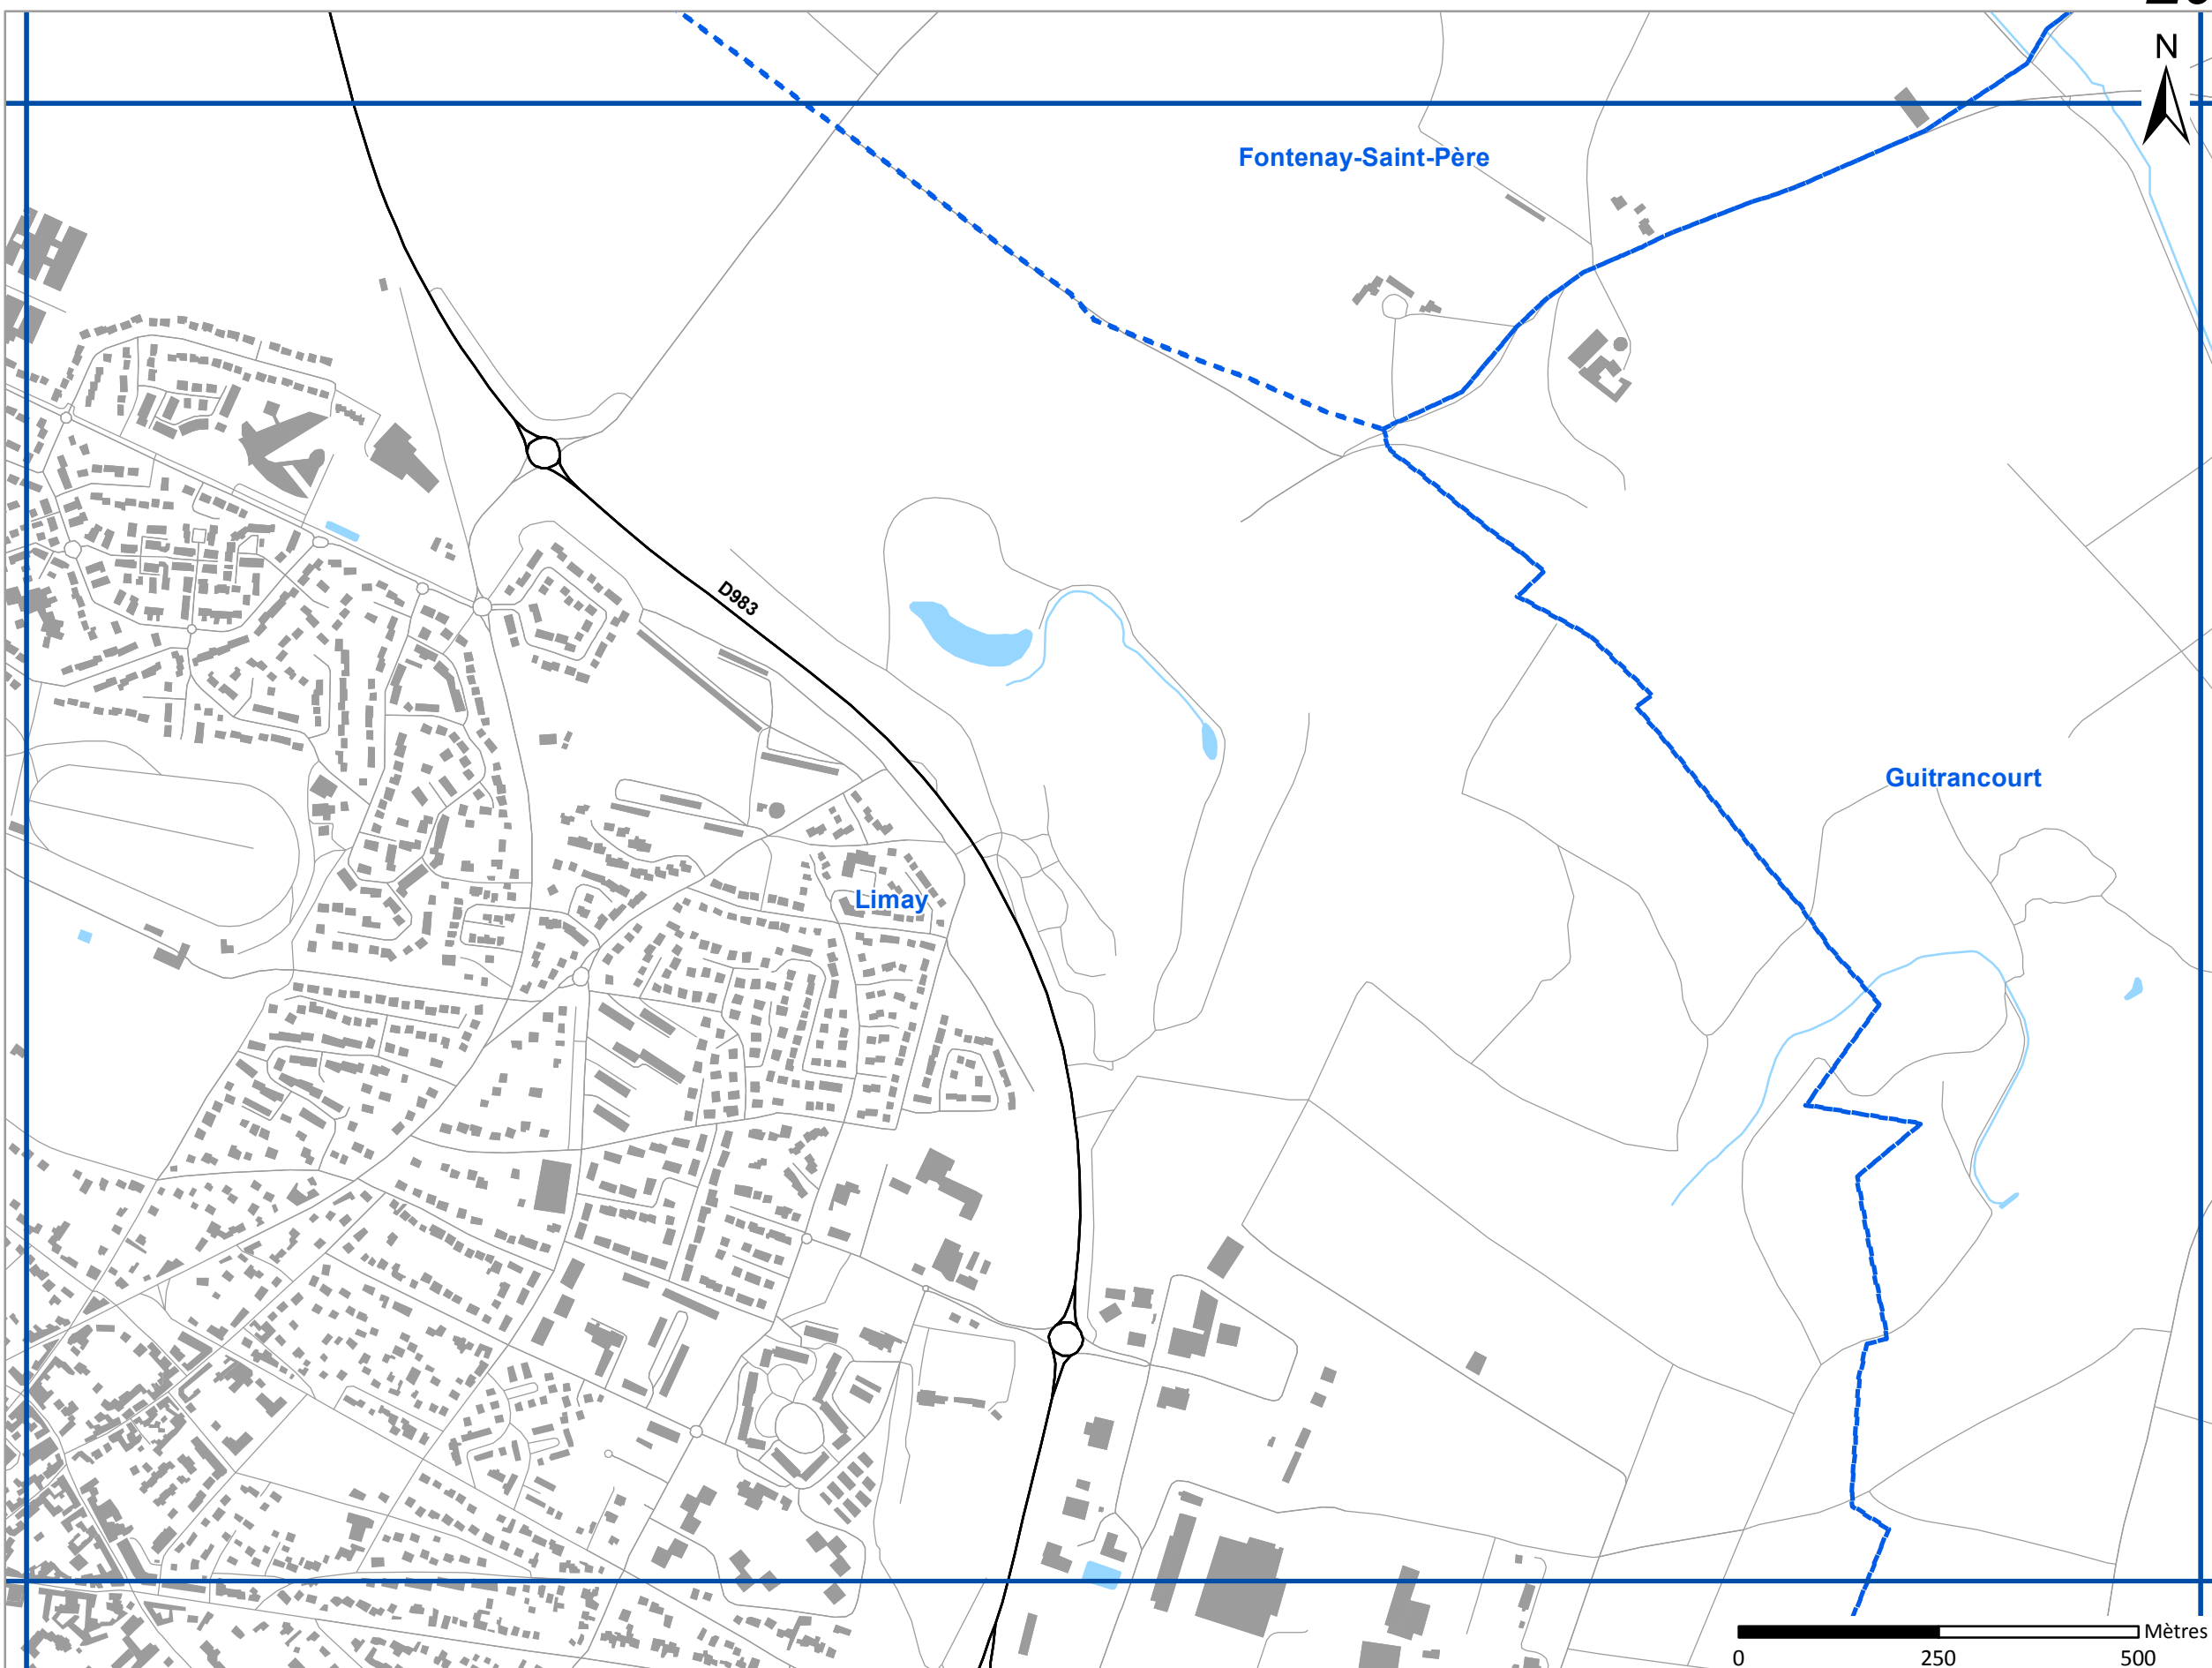 N
Fontenay-Saint-Père
D983
Guitrancourt
Limay
Mètres
0 250 500